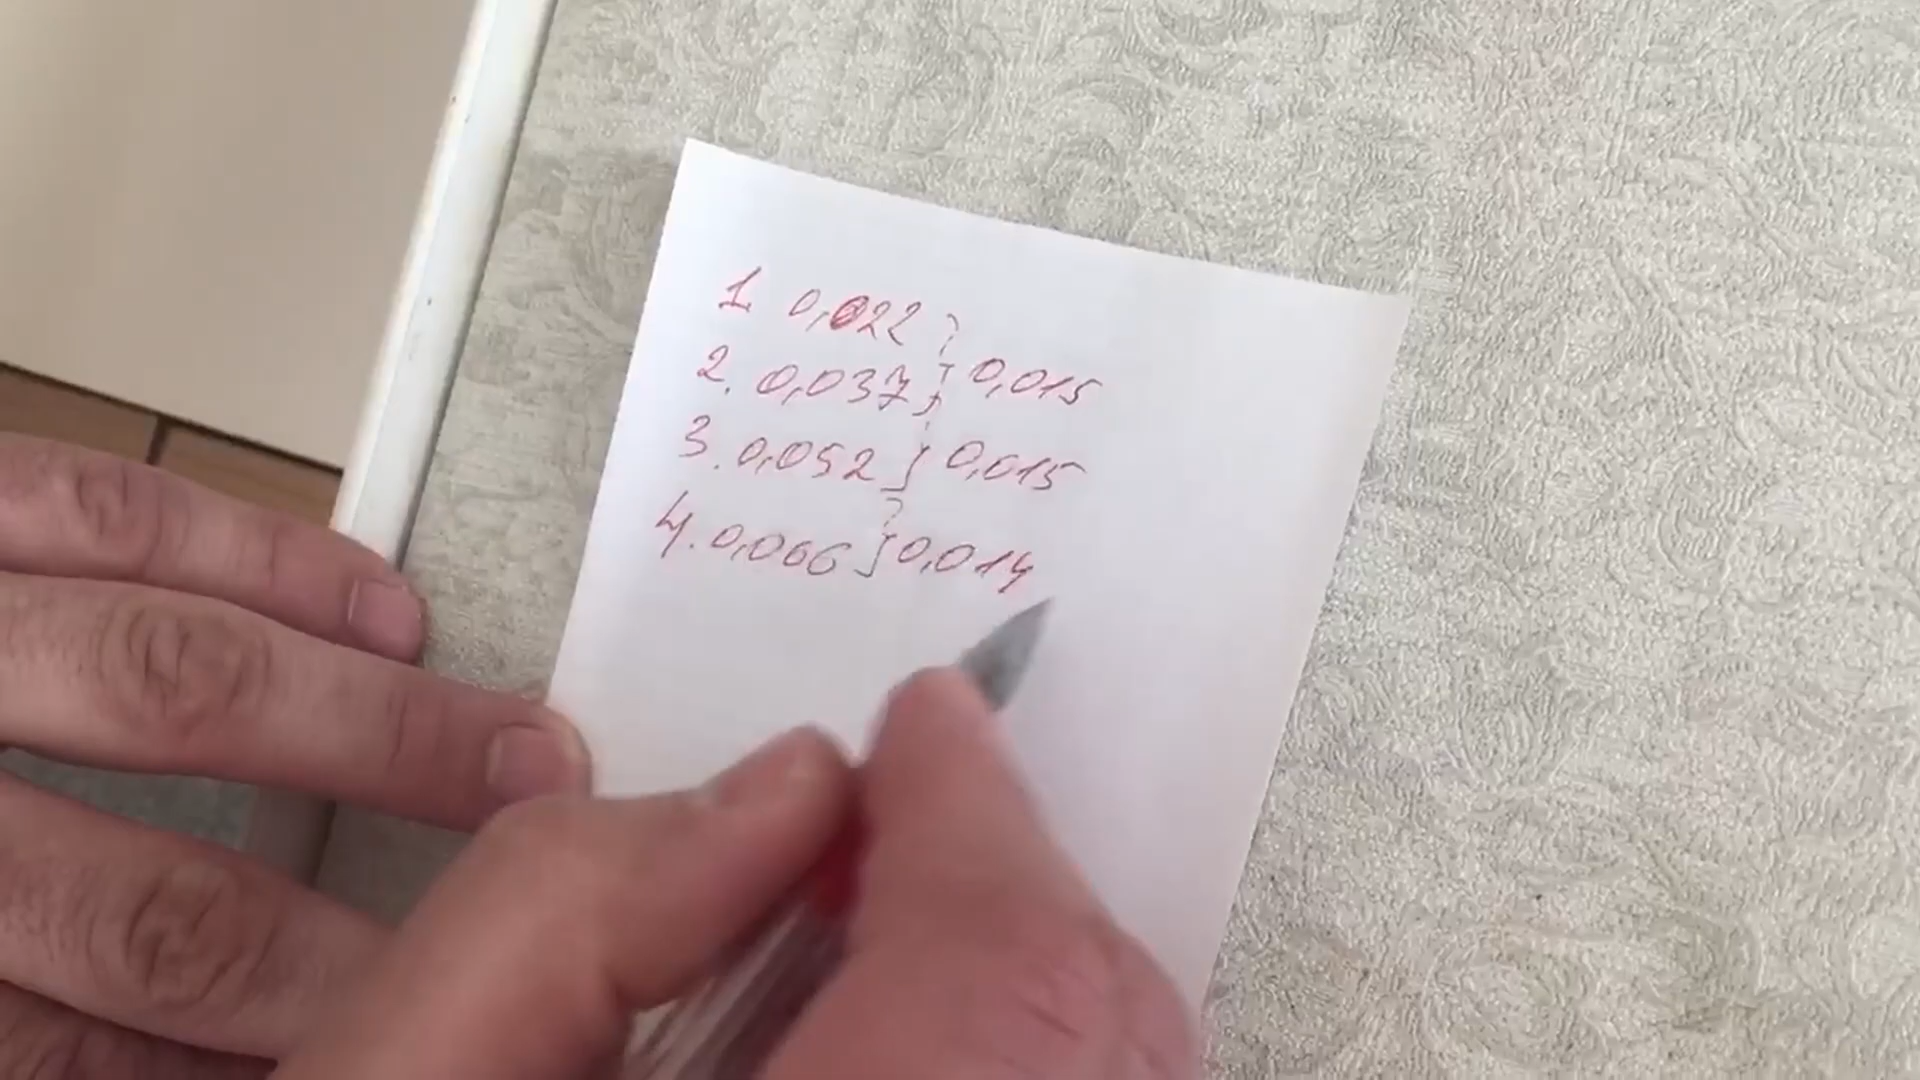 1. 0,022
2. 0,037 } 0,015
3. 0,052 } 0,015
4. 0,066 } 0,014